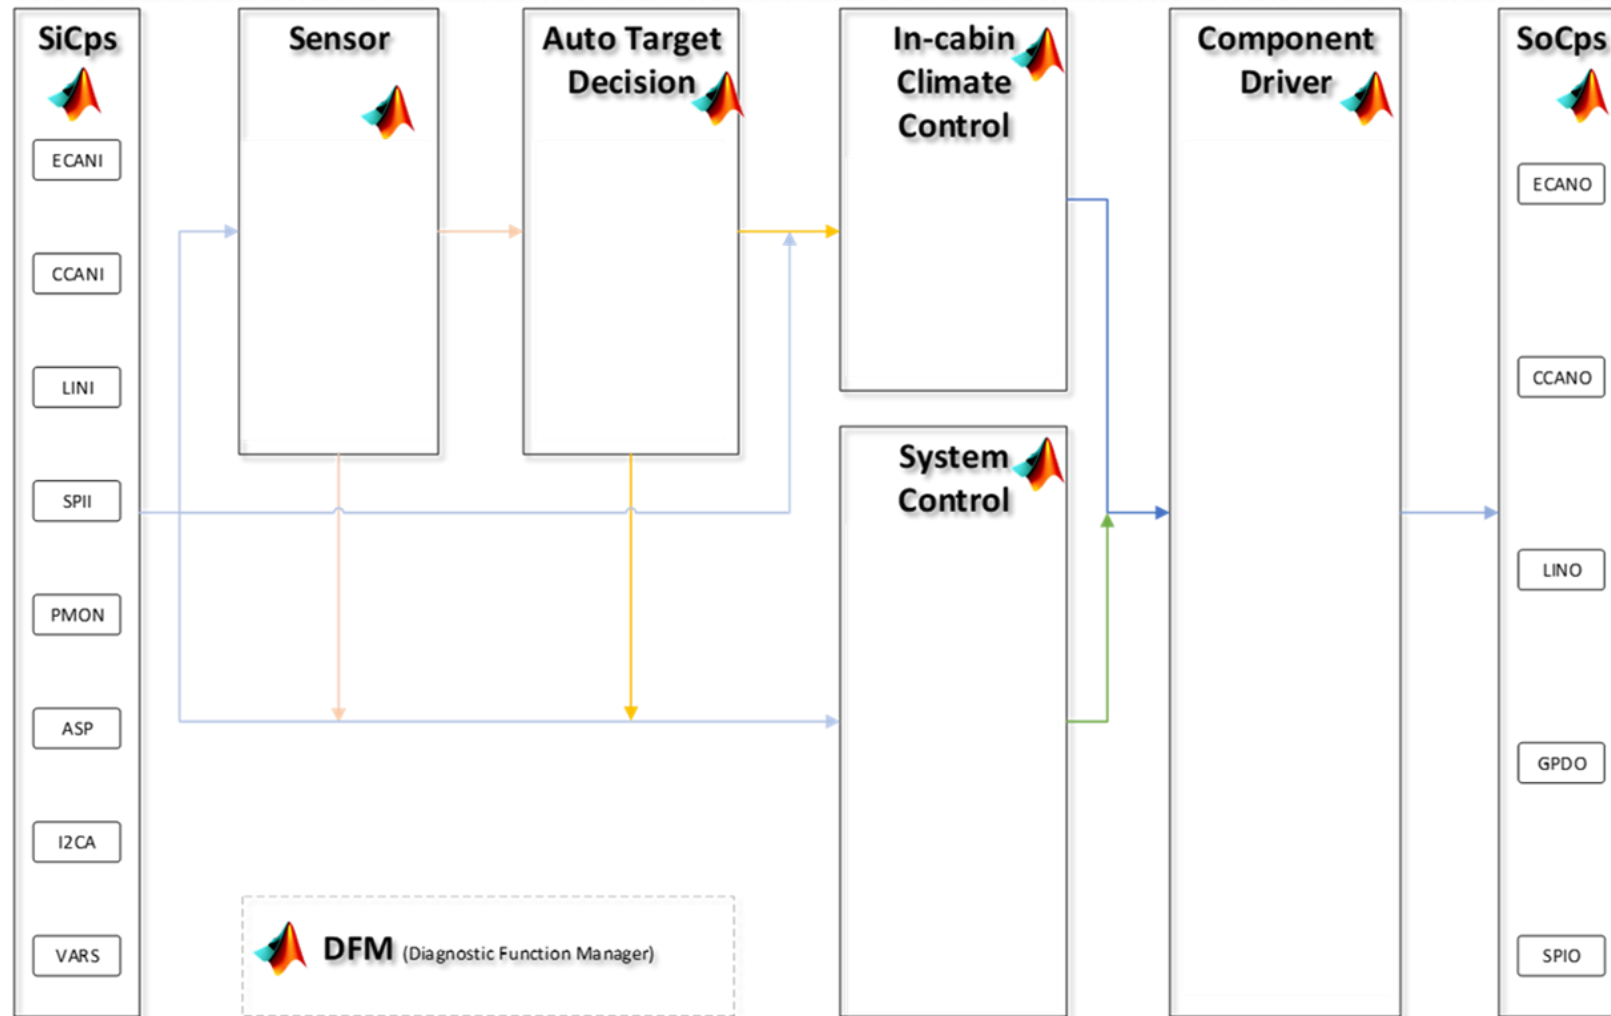 SiCps
ECANI
CCANI
LINI
SPII
PMON
ASP
I2CA
VARS
Sensor
Auto Target
Decision
In-cabin
Climate
Control
System
Control
Component
Driver
SoCps
ECANO
CCANO
LINO
GPDO
SPIO
DFM (Diagnostic Function Manager)